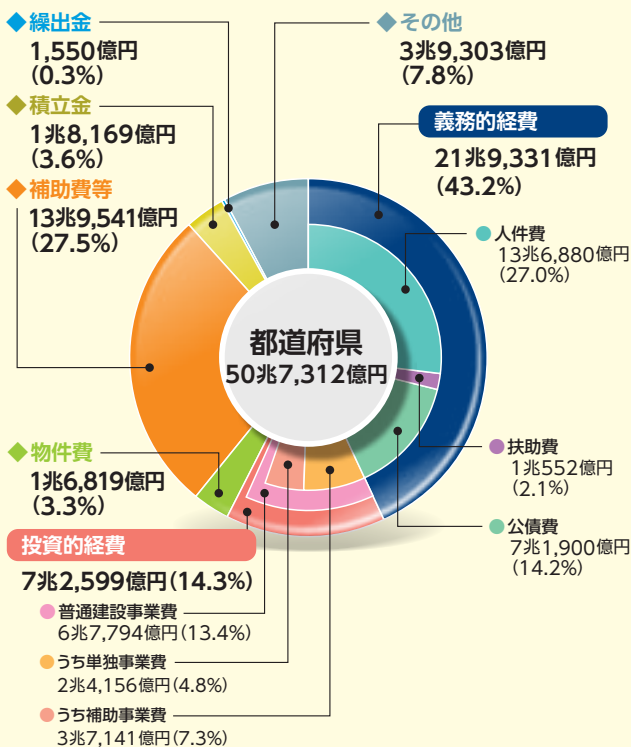 ◆繰出金
1,550億円
(0.3%)
◆積立金
1兆8,169億円
(3.6%)
◆補助費等
13兆9,541億円
(27.5%)
◆その他
3兆9,303億円
(7.8%)
義務的経費
21兆9,331億円
(43.2%)
●人件費
13兆6,880億円
(27.0%)
都道府県
50兆7,312億円
●扶助費
1兆552億円
(2.1%)
●公債費
7兆1,900億円
(14.2%)
◆物件費
1兆6,819億円
(3.3%)
投資的経費
7兆2,599億円(14.3%)
●普通建設事業費
6兆7,794億円(13.4%)
●うち単独事業費
2兆4,156億円(4.8%)
●うち補助事業費
3兆7,141億円(7.3%)